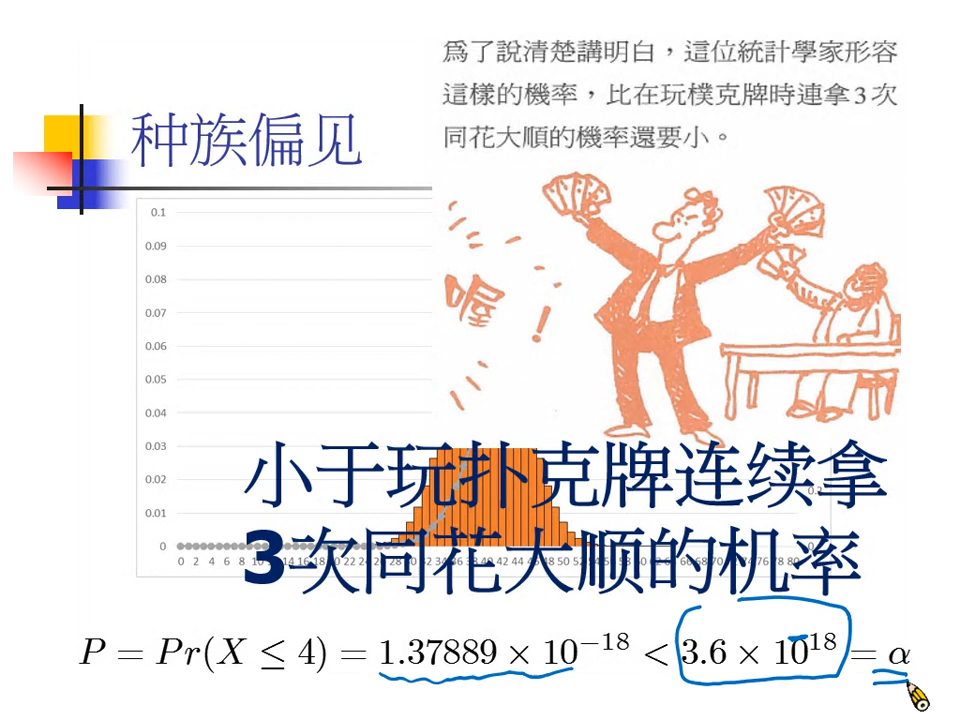 為了說清楚講明白，這位統計學家形容
這樣的機率，比在玩樸克牌時連拿3次
同花大順的機率還要小。
种族偏见
喔！
0.1
0.09
0.08
0.07
0.06
0.05
0.04
0.03
0.02
0.01
0
小于玩扑克牌连续拿
3次同花大顺的机率
P = Pr(X ≤ 4) = 1.37889 × 10^{-18} < 3.6 × 10^{-18} = α